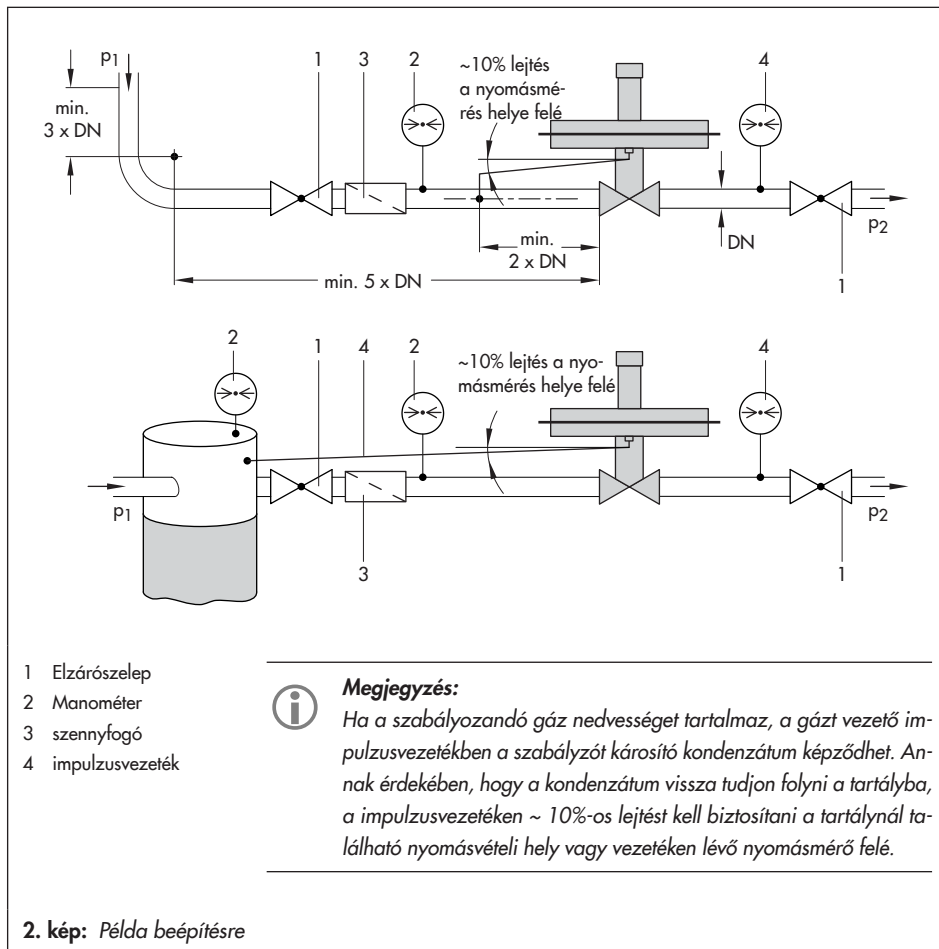 p1
1
3
2
~10% lejtés
a nyomásmé-
rés helye felé
4
min.
3 x DN
min.
2 x DN
DN
p2
min. 5 x DN
1
2
1
4
2
~10% lejtés a nyo-
másmérés helye felé
4
p1
p2
3
1
1 Elzárószelep
2 Manométer
3 szennyfogó
4 impulzusvezeték
Megjegyzés:
Ha a szabályozandó gáz nedvességet tartalmaz, a gázt vezető im-
pulzusvezetékben a szabályzót károsító kondenzátum képződhet. An-
nak érdekében, hogy a kondenzátum vissza tudjon folyni a tartályba,
a impulzusvezetéken ~ 10%-os lejtést kell biztosítani a tartálynál ta-
lálható nyomásvételi hely vagy vezetéken lévő nyomásmérő felé.
2. kép: Példa beépítésre